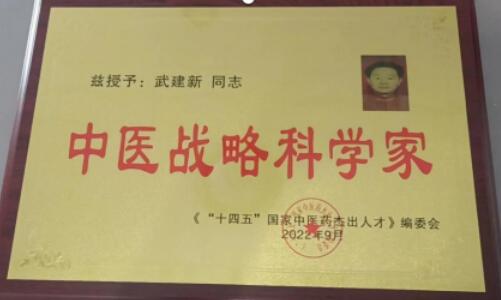 兹授予：武建新 同志
中医战略科学家
《“十四五”国家中医药杰出人才》编委会
2022年9月